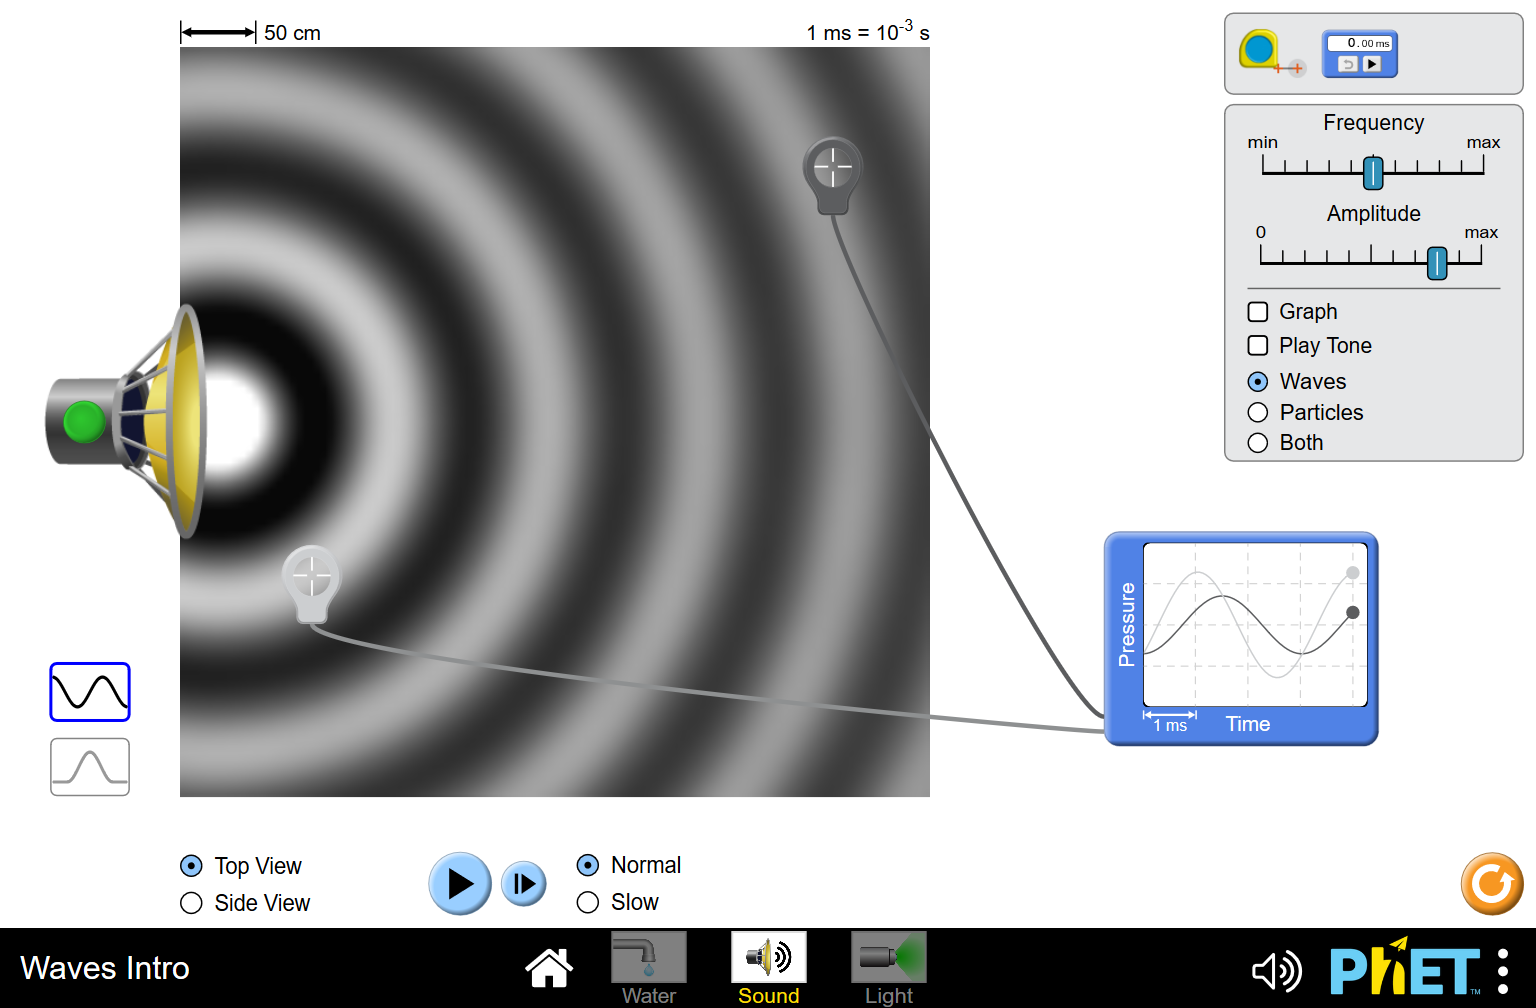 50 cm
1 ms = 10⁻³ s
0.00 ms
Frequency
min max
Amplitude
0 max
Graph
Play Tone
Waves
Particles
Both
Pressure
1 ms
Time
Top View
Side View
Normal
Slow
Waves Intro
Water
Sound
Light
PhET™